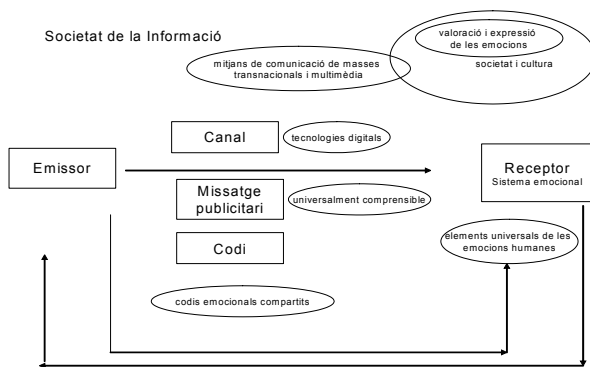 Societat de la Informació
valoració i expressió
de les emocions
mitjans de comunicació de masses
transnacionals i multimèdia
societat i cultura
Canal
tecnologies digitals
Emissor
Receptor
Sistema emocional
Missatge
publicitari
universalment comprensible
Codi
elements universals de les
emocions humanes
codis emocionals compartits